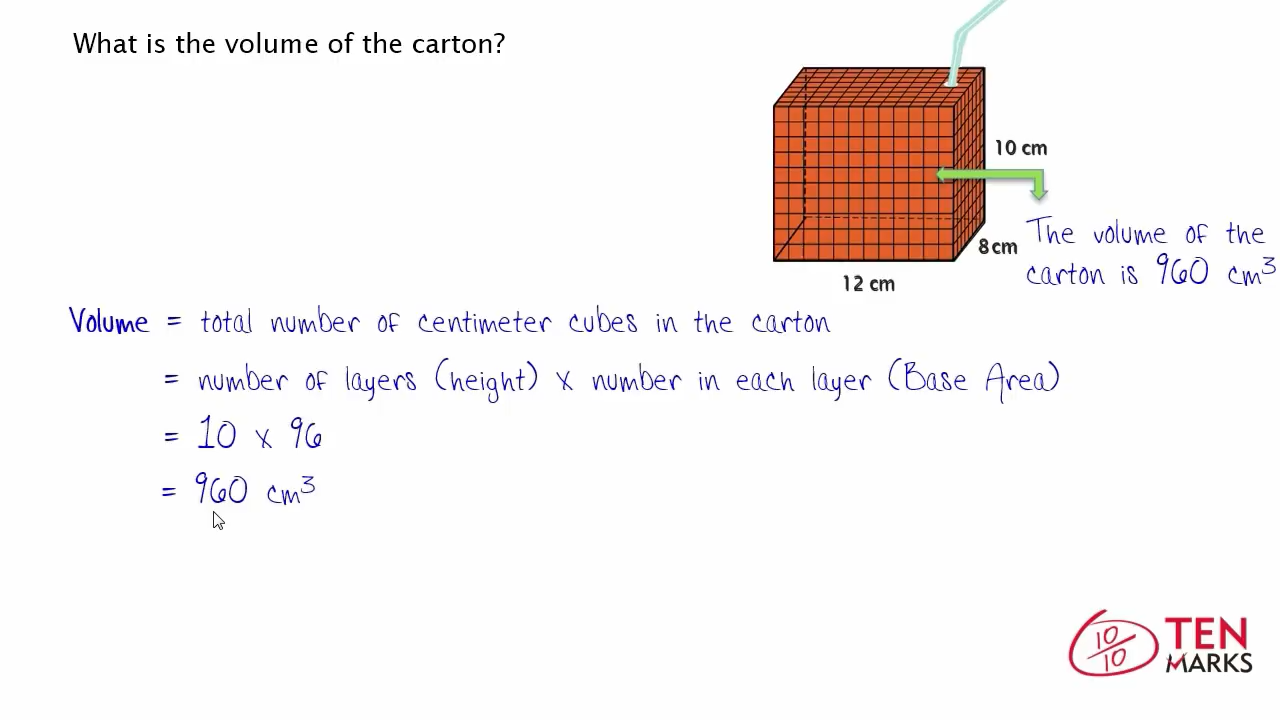 What is the volume of the carton?
10 cm
8 cm
12 cm
The volume of the
carton is 960 cm³
Volume = total number of centimeter cubes in the carton
= number of layers (height) x number in each layer (Base Area)
= 10 x 96
= 960 cm³
10/10
TEN
MARKS